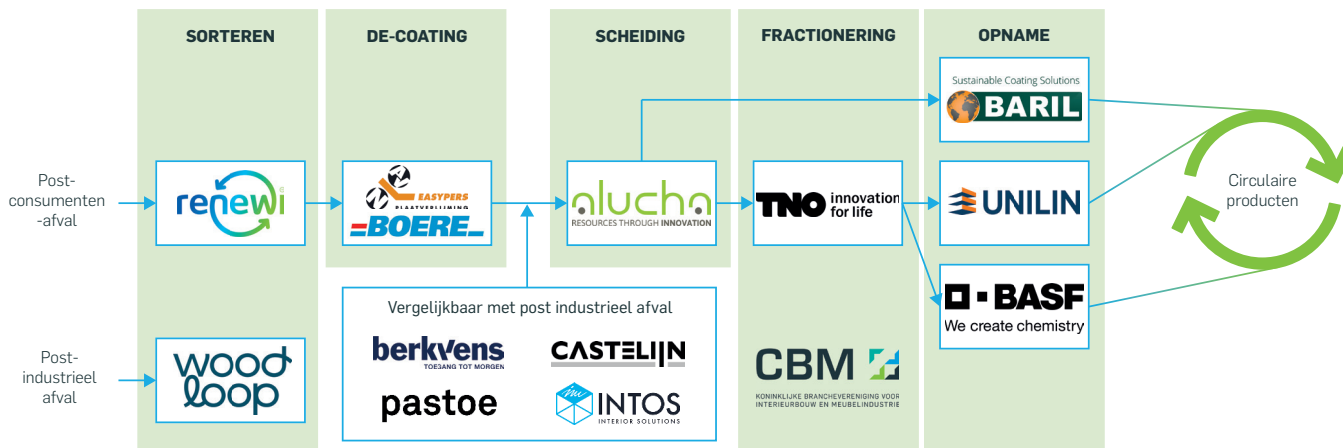 SORTEREN
DE-COATING
SCHEIDING
FRACTIONERING
OPNAME
Sustainable Coating Solutions
BARIL
Post-
consumenten
-afval
renewi
EASYPERS
PLAATVERLIJMING
BOERE
alucha
RESOURCES THROUGH INNOVATION
TNO innovation
for life
UNILIN
Circulaire
producten
BASF
We create chemistry
Vergelijkbaar met post industrieel afval
berkvens
TOEGANG TOT MORGEN
CASTELIJN
pastoe
inv
INTOS
INTERIOR SOLUTIONS
Post-
industrieel
afval
wood
loop
CBM
KONINKLIJKE BRANCHEVERENIGING VOOR
INTERIEURBOUW EN MEUBELINDUSTRIE